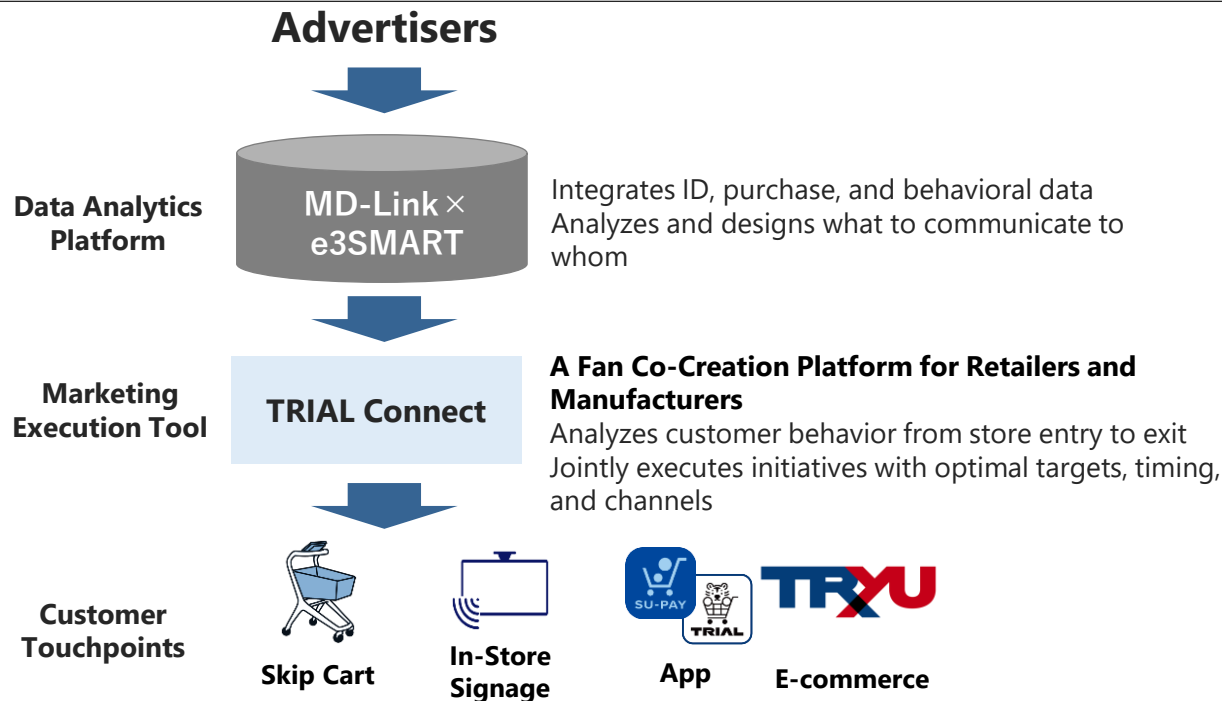 Advertisers
Data Analytics
Platform
MD-Link×
e3SMART
Integrates ID, purchase, and behavioral data
Analyzes and designs what to communicate to
whom
Marketing
Execution Tool
TRIAL Connect
A Fan Co-Creation Platform for Retailers and
Manufacturers
Analyzes customer behavior from store entry to exit
Jointly executes initiatives with optimal targets, timing,
and channels
Customer
Touchpoints
Skip Cart
In-Store
Signage
SU-PAY
TRIAL
App
TRYU
E-commerce